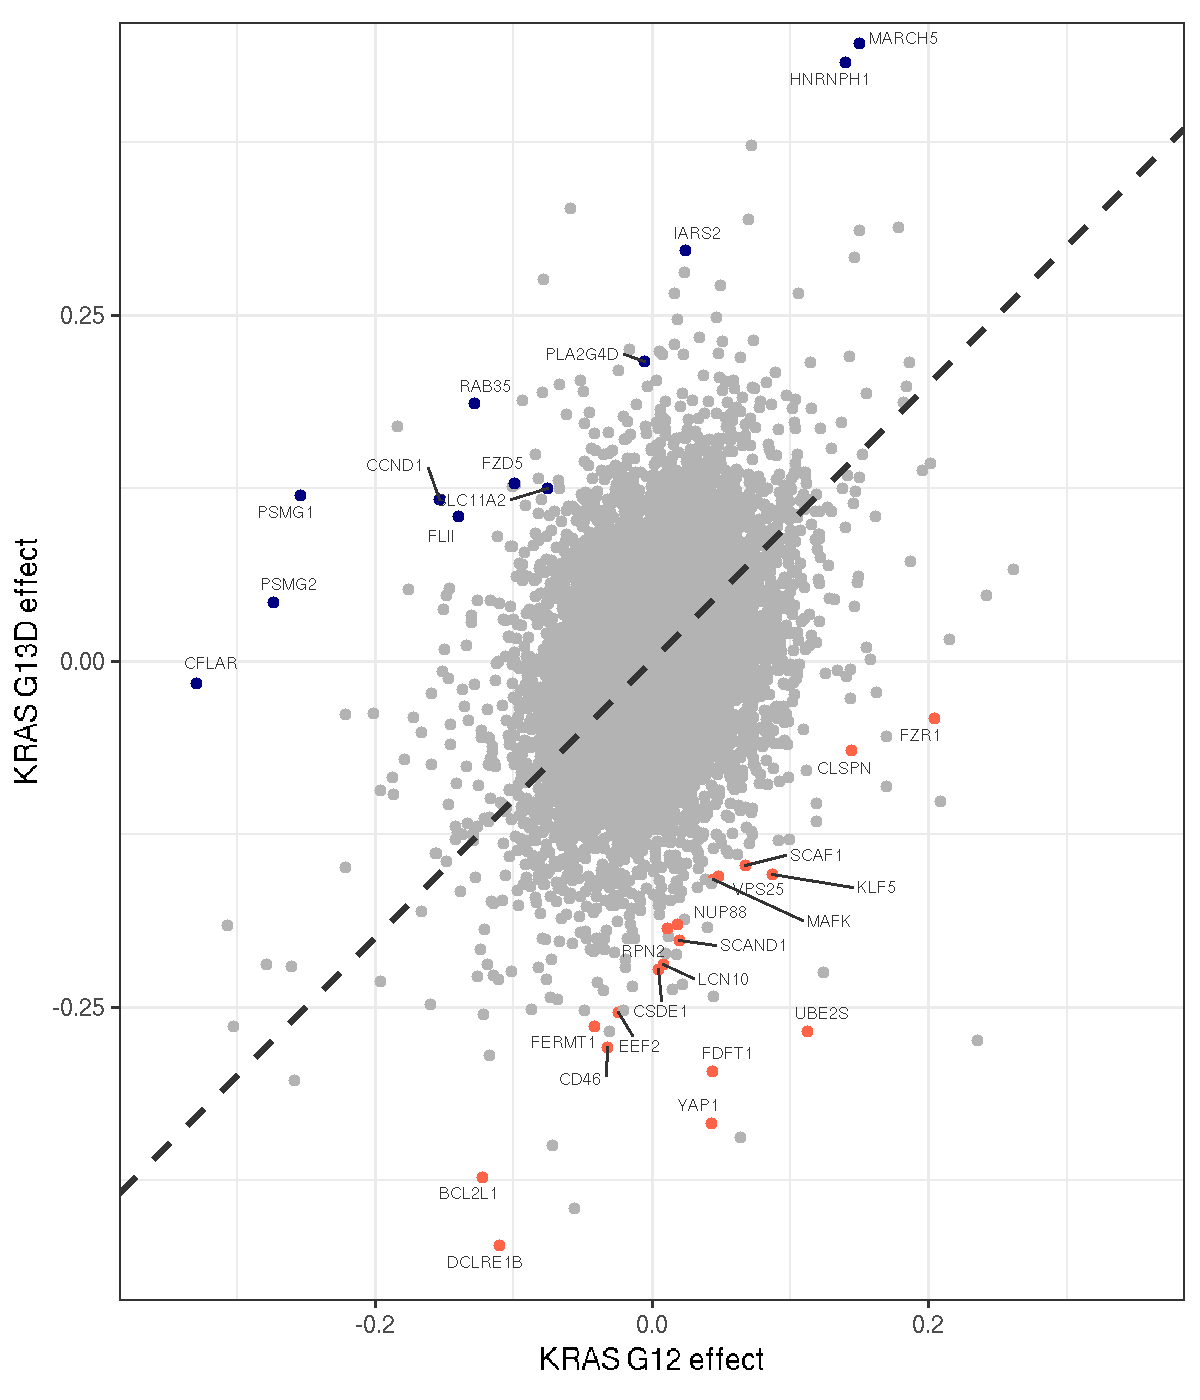 MARCH5
HNRNPH1
IARS2
0.25
PLA2G4D
RAB35
CCND1
FZD5
SLC11A2
PSMG1
FLII
PSMG2
KRAS G13D effect
0.00
CFLAR
FZR1
CLSPN
SCAF1
VPS25
KLF5
NUP88
MAFK
RPN2
SCAND1
LCN10
-0.25
CSDE1
UBE2S
FERMT1
EEF2
FDFT1
CD46
YAP1
BCL2L1
DCLRE1B
-0.2
0.0
0.2
KRAS G12 effect